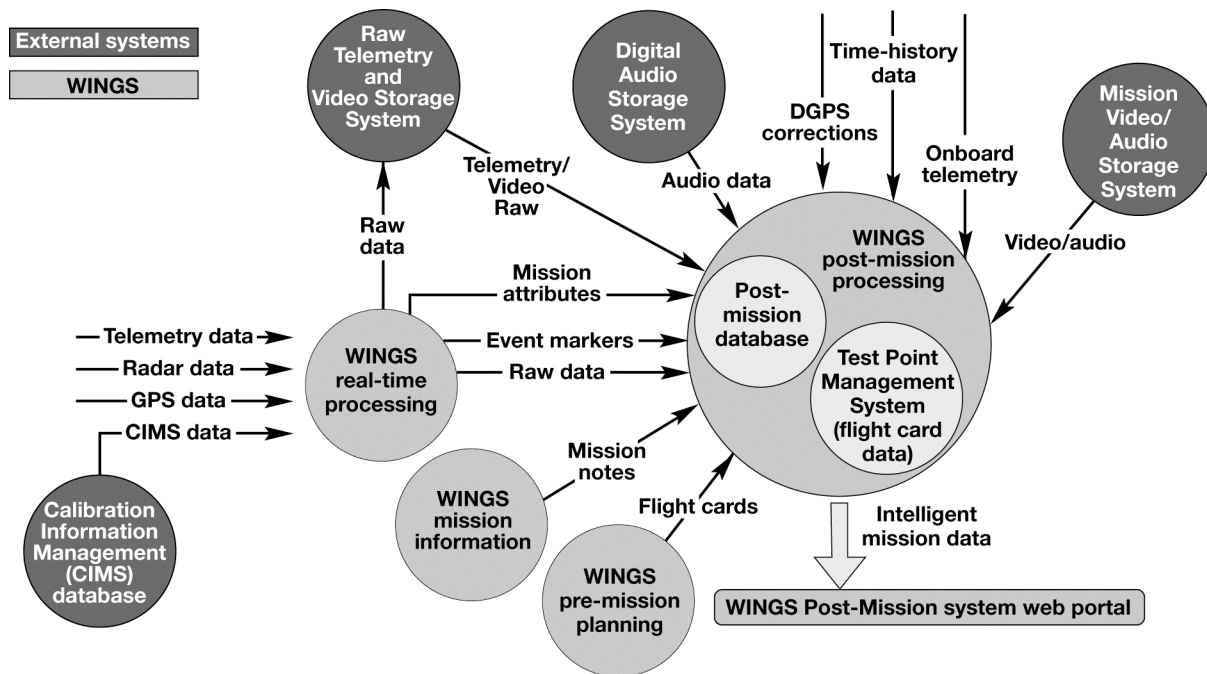 External systems
WINGS
Raw
Telemetry
and
Video Storage
System
Digital
Audio
Storage
System
Time-history
data
DGPS
corrections
Onboard
telemetry
Mission
Video/
Audio
Storage
System
Telemetry/
Video
Raw
Audio data
Raw
data
Video/audio
WINGS
post-mission
processing
Mission
attributes
Post-
mission
database
Telemetry data
Radar data
GPS data
CIMS data
WINGS
real-time
processing
Event markers
Raw data
Test Point
Management
System
(flight card
data)
Mission
notes
WINGS
mission
information
Flight cards
Calibration
Information
Management
(CIMS)
database
WINGS
pre-mission
planning
Intelligent
mission data
WINGS Post-Mission system web portal